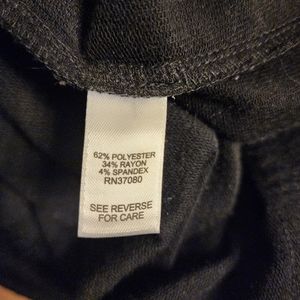 62% POLYESTER
34% RAYON
4% SPANDEX
RN37080
SEE REVERSE
FOR CARE